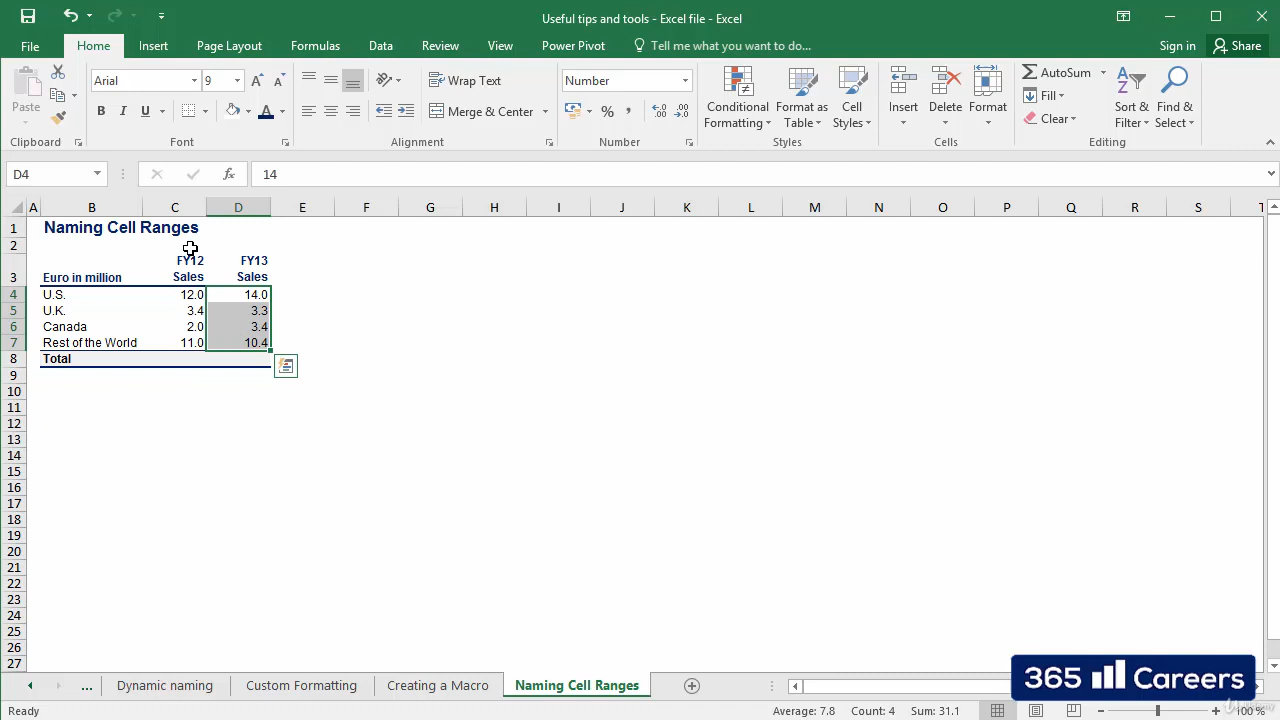 Useful tips and tools - Excel file - Excel
File Home Insert Page Layout Formulas Data Review View Power Pivot Tell me what you want to do... Sign in Share
Paste
Clipboard
Arial 9
B I U A
Font
Wrap Text
Merge & Center
Alignment
Number
%
Number
Conditional Formatting
Format as Table
Cell Styles
Styles
Insert Delete Format
Cells
AutoSum
Fill
Clear
Sort & Filter
Find & Select
Editing
D4 fx 14
A B C D E F G H I J K L M N O P Q R S T
1 Naming Cell Ranges
2
FY12 FY13
3 Euro in million Sales Sales
4 U.S. 12.0 14.0
5 U.K. 3.4 3.3
6 Canada 2.0 3.4
7 Rest of the World 11.0 10.4
8 Total
9
10
11
12
13
14
15
16
17
18
19
20
21
22
23
24
25
26
27
365 Careers
... Dynamic naming Custom Formatting Creating a Macro Naming Cell Ranges
Ready Average: 7.8 Count: 4 Sum: 31.1 100 %